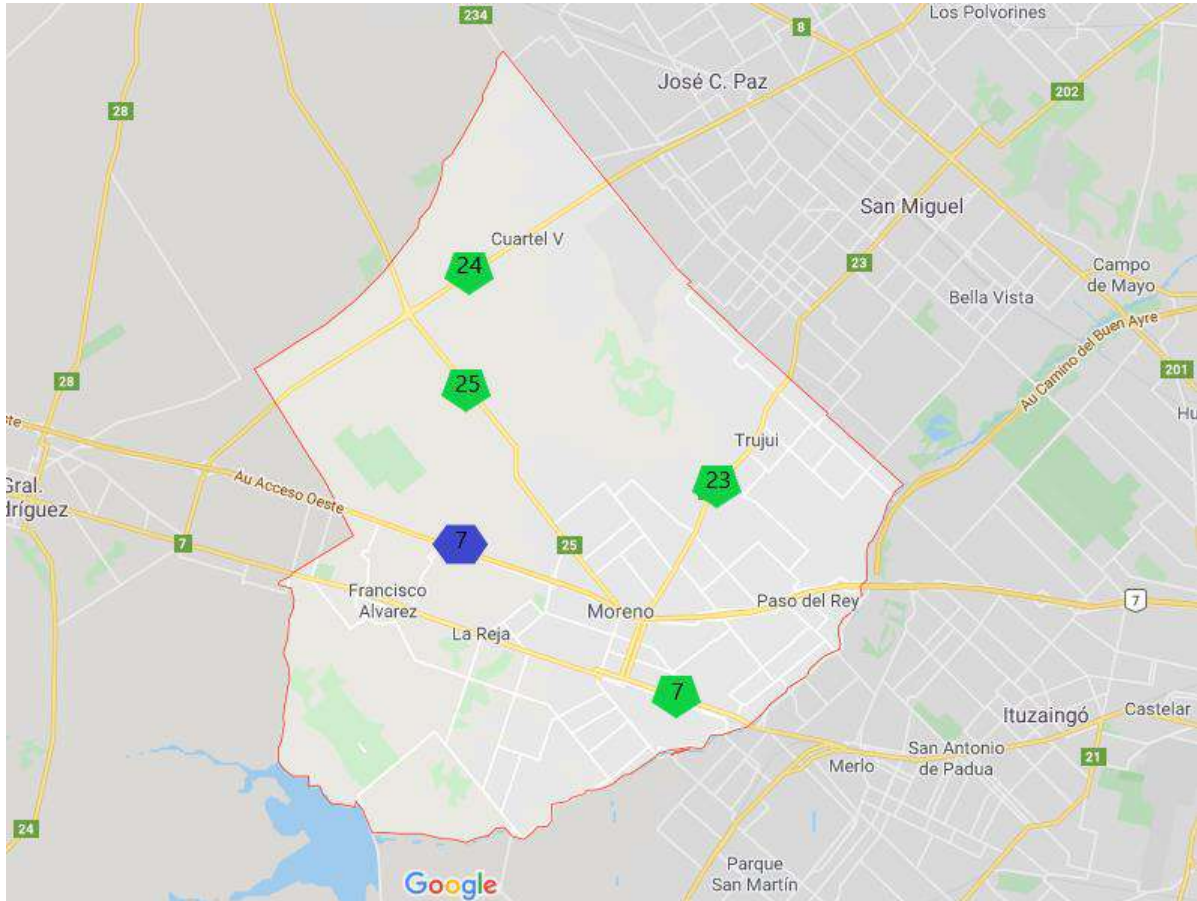 234
Los Polvorines
8
José C. Paz
28
202
San Miguel
Cuartel V
24
23
Campo
de Mayo
Bella Vista
Au Camino del Buen Ayre
28
25
201
Hu
ste
Trujui
Au Acceso Oeste
23
Gral.
dríguez
7
7
25
Francisco
Alvarez
Moreno
Paso del Rey
7
La Reja
7
Ituzaingó
Castelar
San Antonio
de Padua
Merlo
21
24
Parque
San Martín
Google